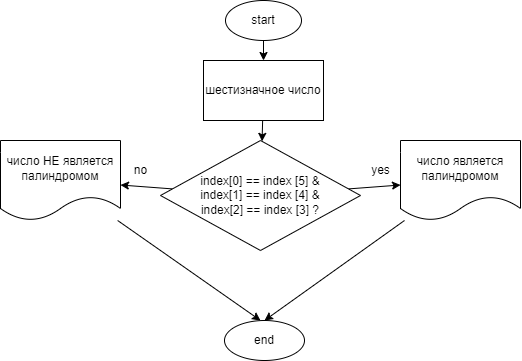 start
шестизначное число
число НЕ является
палиндромом
no
index[0] == index [5] &
index[1] == index [4] &
index[2] == index [3] ?
yes
число является
палиндромом
end